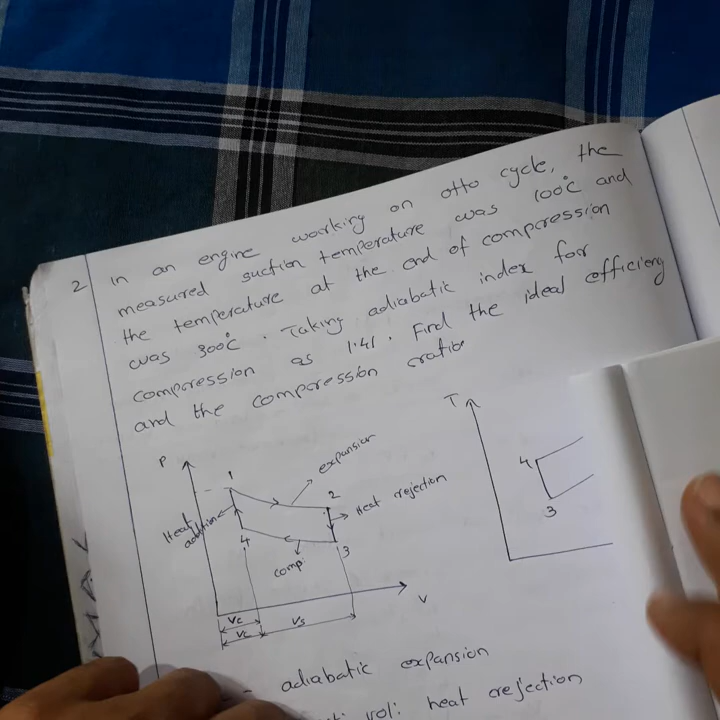 2 In an engine working on otto cycle, the
measured suction temperature was 100°C and
the temperature at the end of compression
was 300°C. Taking adiabatic index for
compression as 1.41. Find the ideal efficiency
and the compression ratio
P
1
expansion
2
Heat rejection
Heat addition
4
comp:
3
V
Vc
Vs
Vc
T
4
3
- adiabatic expansion
vol: heat rejection